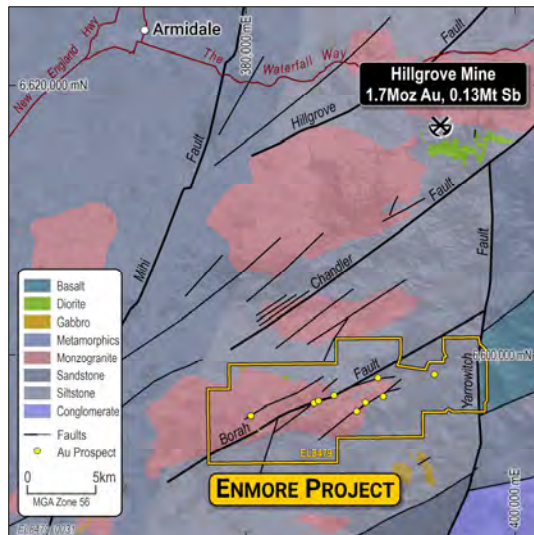 Armidale
New England Hwy
The Waterfall Way
380,000 mE
6,620,000 mN
Fault
Hillgrove Mine
1.7Moz Au, 0.13Mt Sb
Hillgrove
Fault
Mihi
Fault
Chandler
Fault
Yarrowitch
Fault
6,600,000 mN
Borah
Fault
EL8479
ENMORE PROJECT
400,000 mE
Basalt
Diorite
Gabbro
Metamorphics
Monzogranite
Sandstone
Siltstone
Conglomerate
Faults
Au Prospect
0 5km
MGA Zone 56